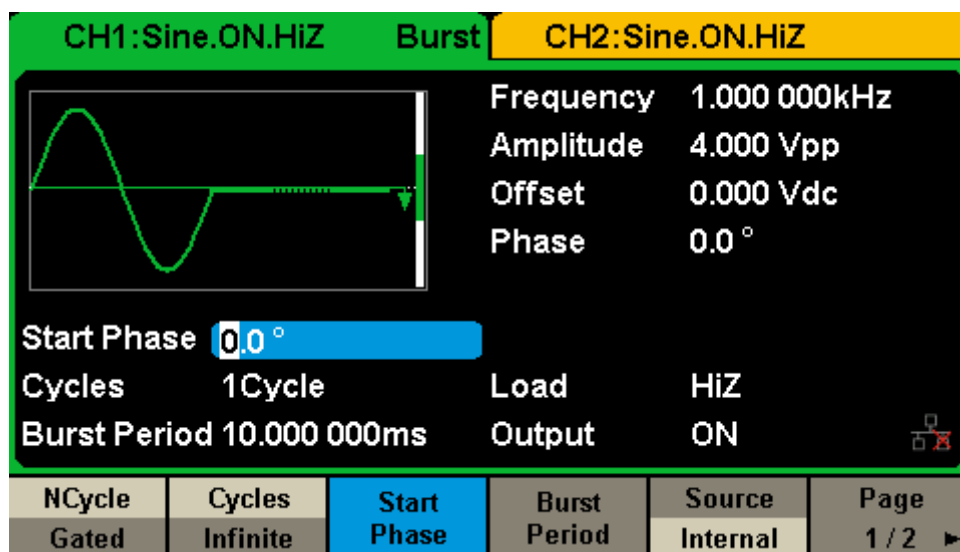 CH1:Sine.ON.HiZ Burst CH2:Sine.ON.HiZ
Frequency 1.000 000kHz
Amplitude 4.000 Vpp
Offset 0.000 Vdc
Phase 0.0 °
Start Phase 0.0 °
Cycles 1Cycle Load HiZ
Burst Period 10.000 000ms Output ON
NCycle Cycles Start Burst Source Page
Gated Infinite Phase Period Internal 1 / 2 ►